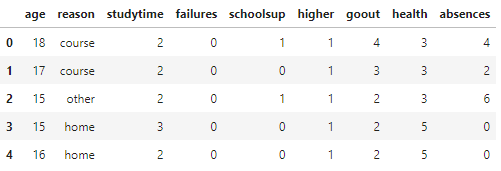 age reason studytime failures schoolsup higher goout health absences
0 18 course 2 0 1 1 4 3 4
1 17 course 2 0 0 1 3 3 2
2 15 other 2 0 1 1 2 3 6
3 15 home 3 0 0 1 2 5 0
4 16 home 2 0 0 1 2 5 0